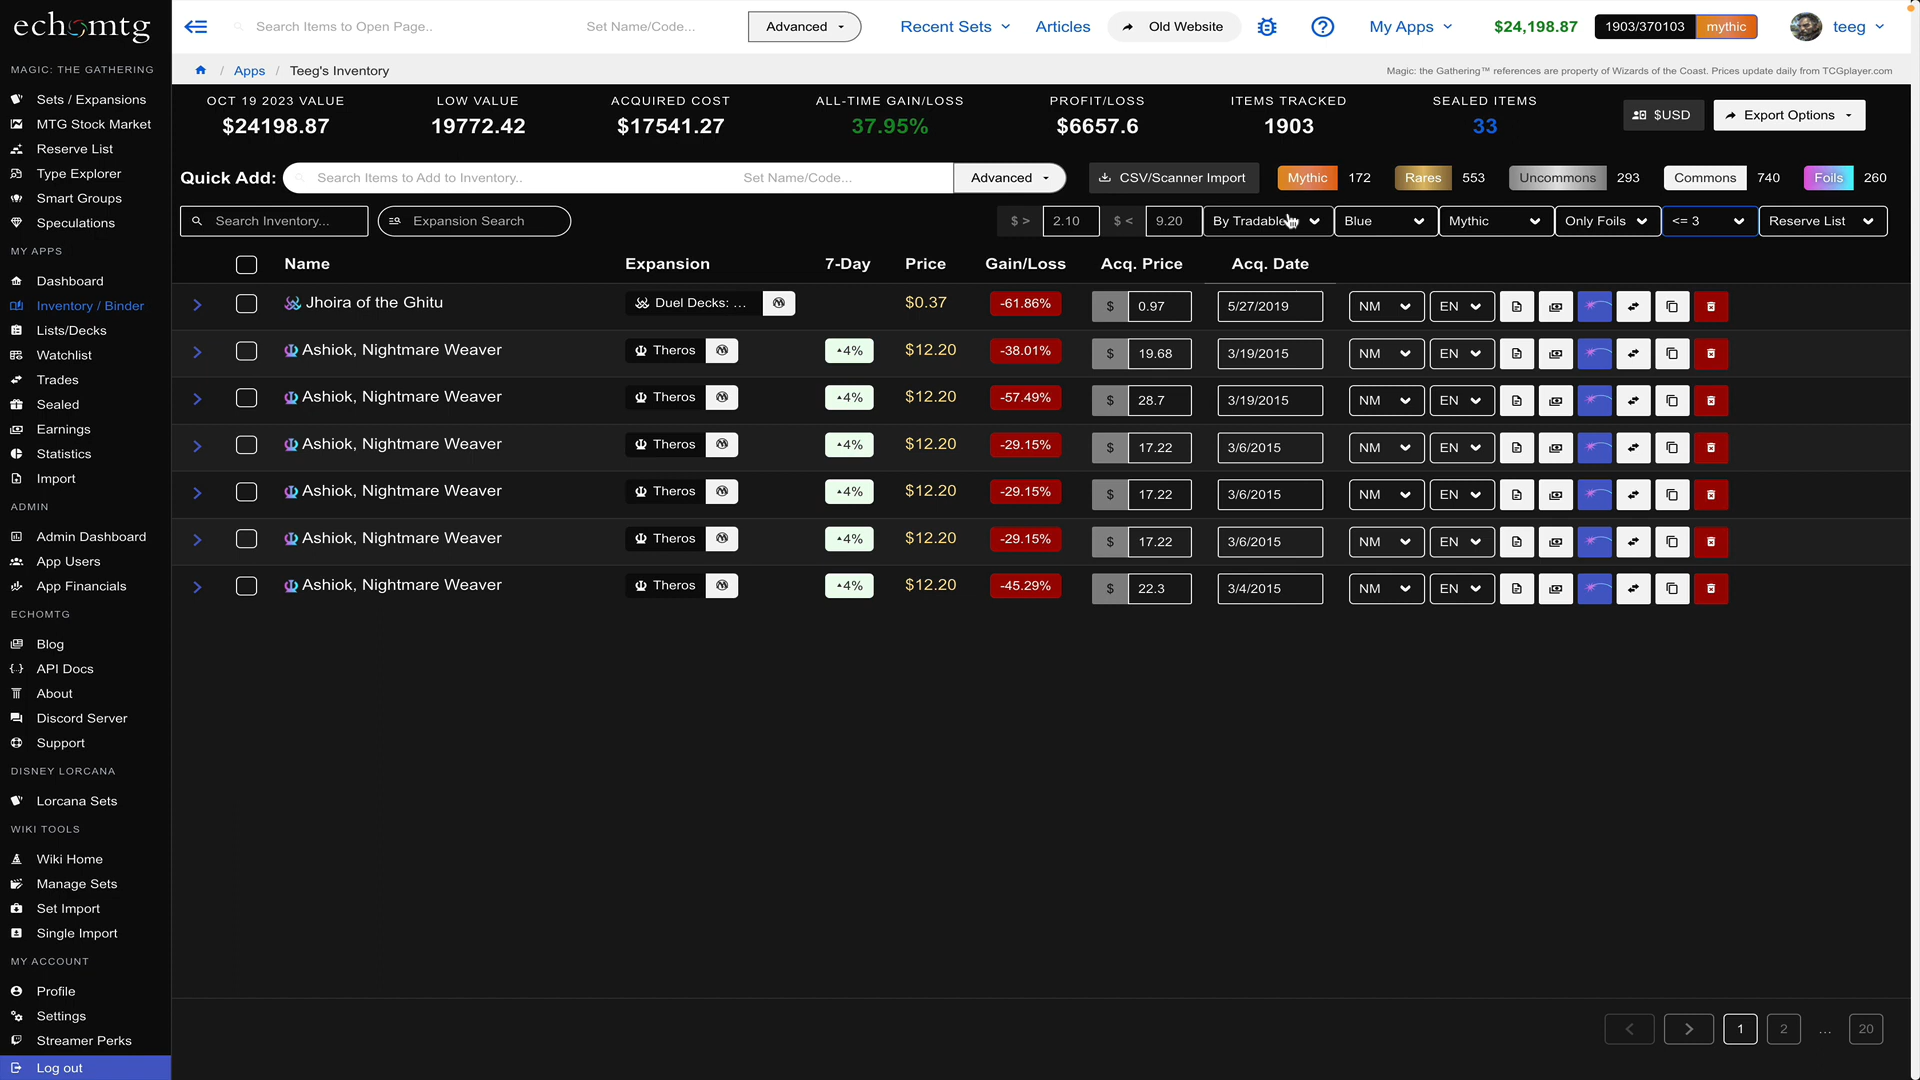 echomtg
Search Items to Open Page..
Set Name/Code...
Advanced
Recent Sets
Articles
Old Website
My Apps
$24,198.87
1903/370103
mythic
teeg
Apps / Teeg's Inventory
Magic: the Gathering™ references are property of Wizards of the Coast. Prices update daily from TCGplayer.com
MAGIC: THE GATHERING
Sets / Expansions
MTG Stock Market
Reserve List
Type Explorer
Smart Groups
Speculations
MY APPS
Dashboard
Inventory / Binder
Lists/Decks
Watchlist
Trades
Sealed
Earnings
Statistics
Import
ADMIN
Admin Dashboard
App Users
App Financials
ECHOMTG
Blog
API Docs
About
Discord Server
Support
DISNEY LORCANA
Lorcana Sets
WIKI TOOLS
Wiki Home
Manage Sets
Set Import
Single Import
MY ACCOUNT
Profile
Settings
Streamer Perks
Log out
OCT 19 2023 VALUE
$24198.87
LOW VALUE
19772.42
ACQUIRED COST
$17541.27
ALL-TIME GAIN/LOSS
37.95%
PROFIT/LOSS
$6657.6
ITEMS TRACKED
1903
SEALED ITEMS
33
$USD
Export Options
Quick Add:
Search Items to Add to Inventory..
Set Name/Code...
Advanced
CSV/Scanner Import
Mythic 172
Rares 553
Uncommons 293
Commons 740
Foils 260
Search Inventory...
Expansion Search
$ > 2.10
$ < 9.20
By Tradable
Blue
Mythic
Only Foils
<= 3
Reserve List
Name Expansion 7-Day Price Gain/Loss Acq. Price Acq. Date
Jhoira of the Ghitu Duel Decks: ... $0.37 -61.86% $ 0.97 5/27/2019 NM EN
Ashiok, Nightmare Weaver Theros 4% $12.20 -38.01% $ 19.68 3/19/2015 NM EN
Ashiok, Nightmare Weaver Theros 4% $12.20 -57.49% $ 28.7 3/19/2015 NM EN
Ashiok, Nightmare Weaver Theros 4% $12.20 -29.15% $ 17.22 3/6/2015 NM EN
Ashiok, Nightmare Weaver Theros 4% $12.20 -29.15% $ 17.22 3/6/2015 NM EN
Ashiok, Nightmare Weaver Theros 4% $12.20 -29.15% $ 17.22 3/6/2015 NM EN
Ashiok, Nightmare Weaver Theros 4% $12.20 -45.29% $ 22.3 3/4/2015 NM EN
1 2 ... 20